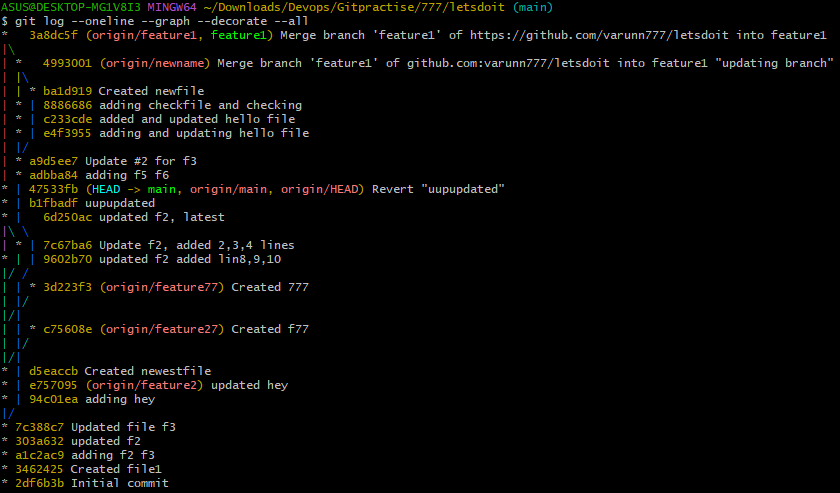 ASUS@DESKTOP-MG1V8I3 MINGW64 ~/Downloads/Devops/Gitpractise/777/letsdoit (main)
$ git log --oneline --graph --decorate --all
*   3a8dc5f (origin/feature1, feature1) Merge branch 'feature1' of https://github.com/varunn777/letsdoit into feature1
|\
| *   4993001 (origin/newname) Merge branch 'feature1' of github.com:varunn777/letsdoit into feature1 "updating branch"
| |\
| | * ba1d919 Created newfile
| * | 8886686 adding checkfile and checking
| * | c233cde added and updated hello file
| * | e4f3955 adding and updating hello file
| |/
| * a9d5ee7 Update #2 for f3
| * adbba84 adding f5 f6
* | 47533fb (HEAD -> main, origin/main, origin/HEAD) Revert "uupupdated"
* | b1fbadf uupupdated
* |   6d250ac updated f2, latest
|\ \
| * | 7c67ba6 Update f2, added 2,3,4 lines
| * | 9602b70 updated f2 added lin8,9,10
|/ /
| | * 3d223f3 (origin/feature77) Created 777
| |/
|/|
| | * c75608e (origin/feature27) Created f77
| |/
|/|
* | d5eaccb Created newestfile
* | e757095 (origin/feature2) updated hey
* | 94c01ea adding hey
|/
* 7c388c7 Updated file f3
* 303a632 updated f2
* a1c2ac9 adding f2 f3
* 3462425 Created file1
* 2df6b3b Initial commit